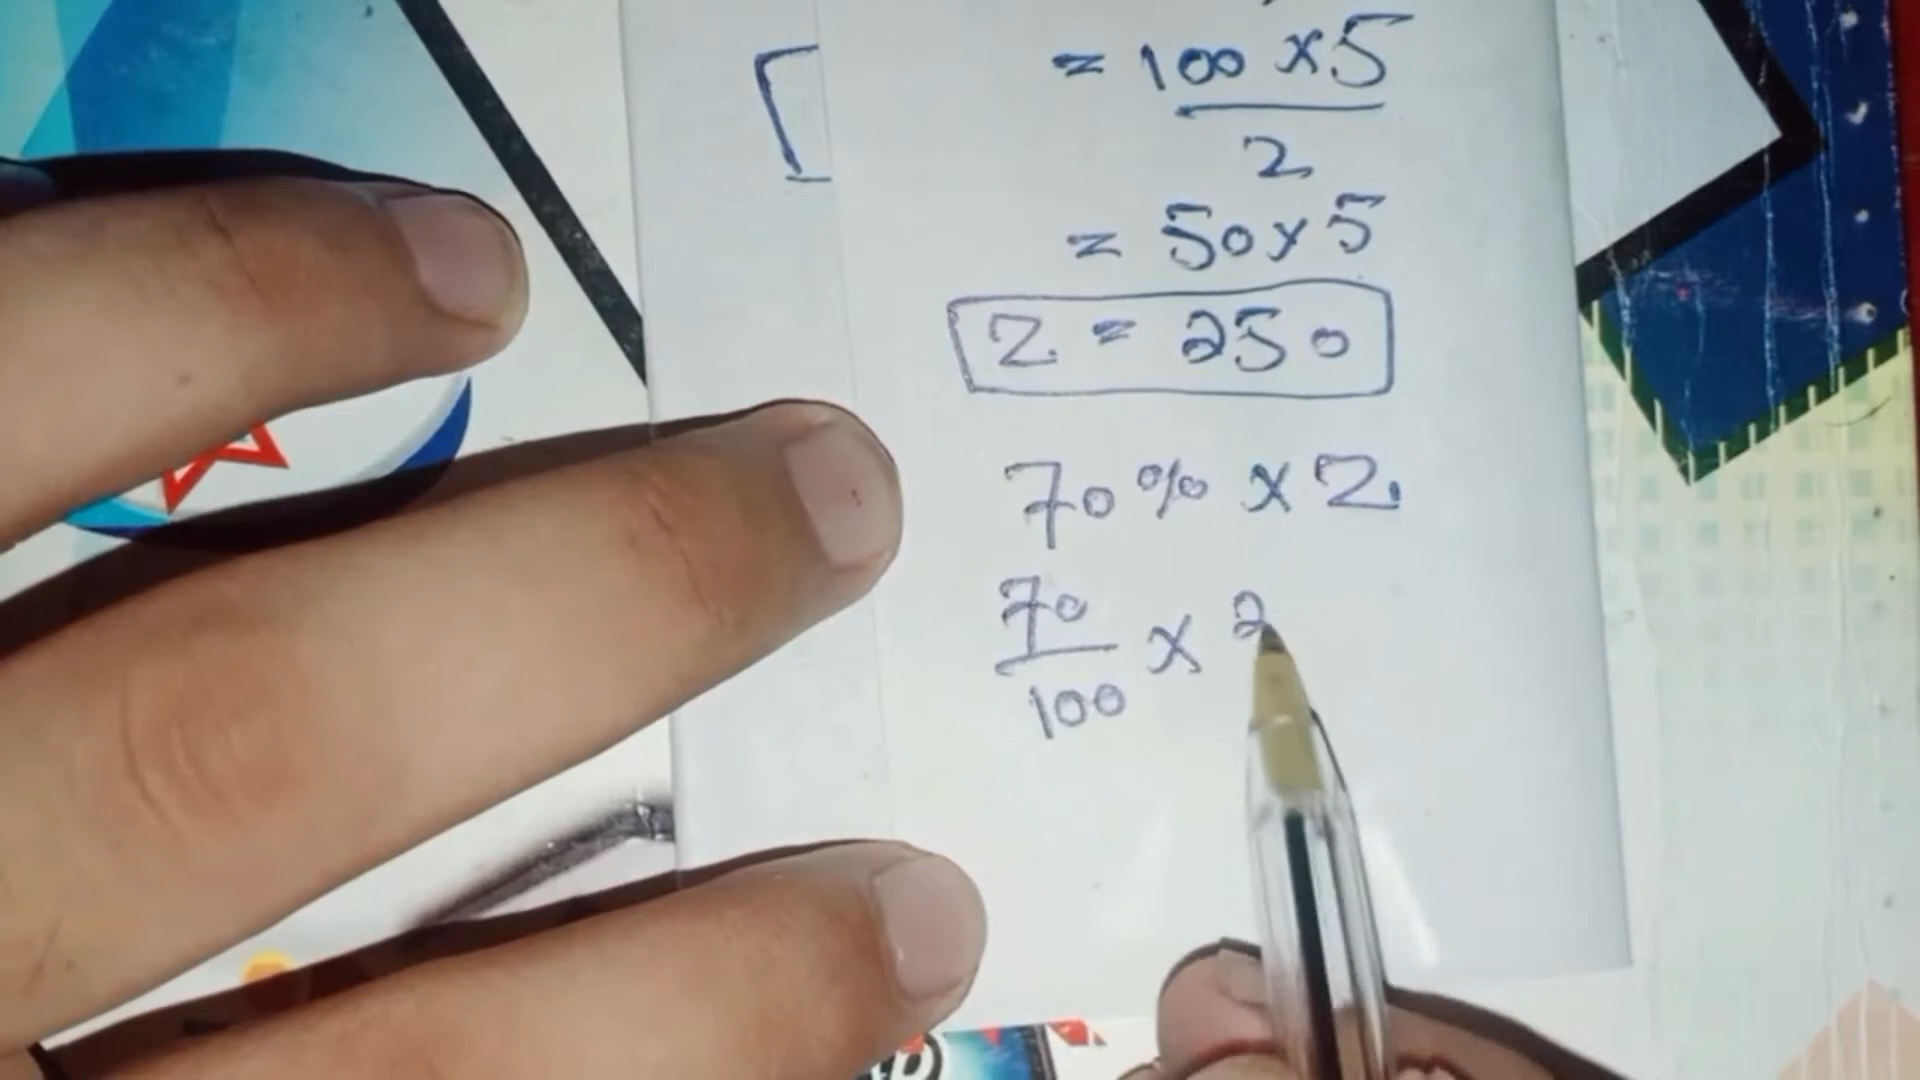 = 100 × 5
2
= 50 × 5
Z = 250
70% × Z
70
100 × 2